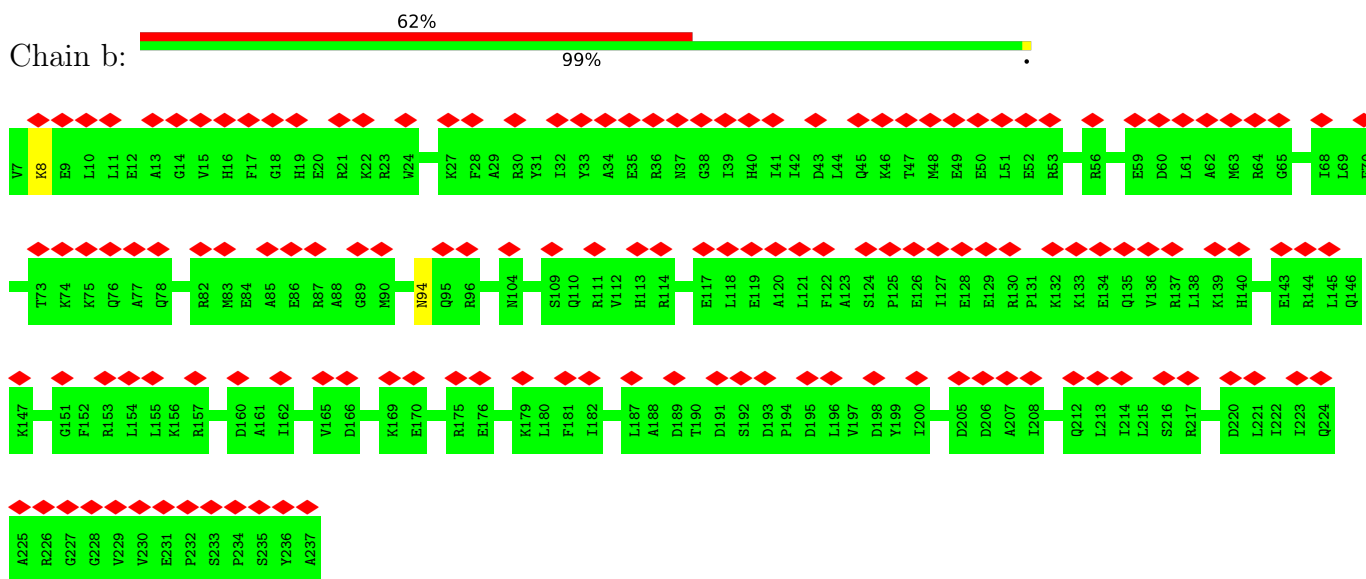 62%
Chain b:
99%
.
V7 K8 E9 L10 L11 E12 A13 G14 V15 H16 F17 G18 H19 E20 R21 K22 R23 W24 K27 F28 A29 R30 Y31 I32 Y33 A34 E35 R36 N37 G38 I39 H40 I41 I42 D43 L44 Q45 K46 T47 M48 E49 E50 L51 E52 R53 R56 E59 D60 L61 A62 M63 R64 G65 I68 L69
T73 K74 K75 Q76 A77 Q78 R82 M83 E84 A85 E86 R87 A88 G89 M90 N94 Q95 R96 N104 S109 Q110 R111 V112 H113 R114 E117 L118 E119 A120 L121 F122 A123 S124 P125 E126 I127 E128 E129 R130 P131 K132 K133 E134 Q135 V136 R137 L138 K139 H140 E143 R144 L145 Q146
K147 G151 F152 R153 L154 L155 K156 R157 D160 A161 I162 V165 D166 K169 E170 R175 E176 K179 L180 F181 I182 L187 A188 D189 T190 D191 S192 D193 P194 D195 L196 V197 D198 Y199 I200 D205 D206 A207 I208 Q212 L213 I214 L215 S216 R217 D220 L221 I222 I223 Q224
A225 R226 G227 G228 V229 V230 E231 P232 S233 P234 S235 Y236 A237